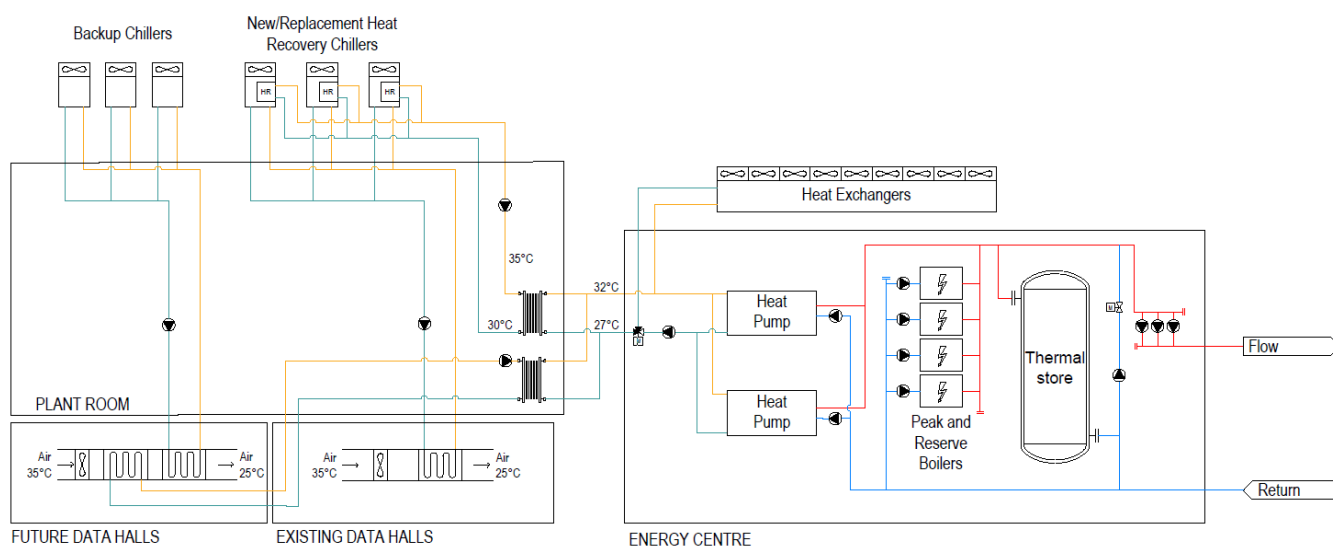 Backup Chillers
New/Replacement Heat
Recovery Chillers
HR
HR
HR
35°C
30°C
32°C
27°C
PLANT ROOM
Air
35°C
Air
25°C
Air
35°C
Air
25°C
FUTURE DATA HALLS
EXISTING DATA HALLS
Heat Exchangers
Heat
Pump
Heat
Pump
Peak and
Reserve
Boilers
Thermal
store
Flow
Return
ENERGY CENTRE